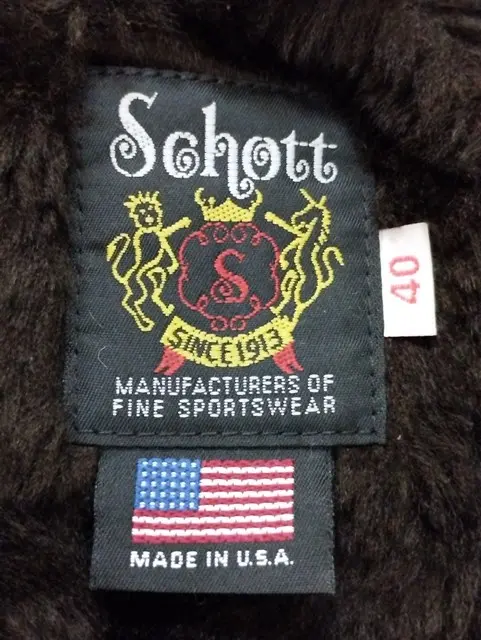 Schott
S
SINCE 1913
MANUFACTURERS OF
FINE SPORTSWEAR
40
MADE IN U.S.A.